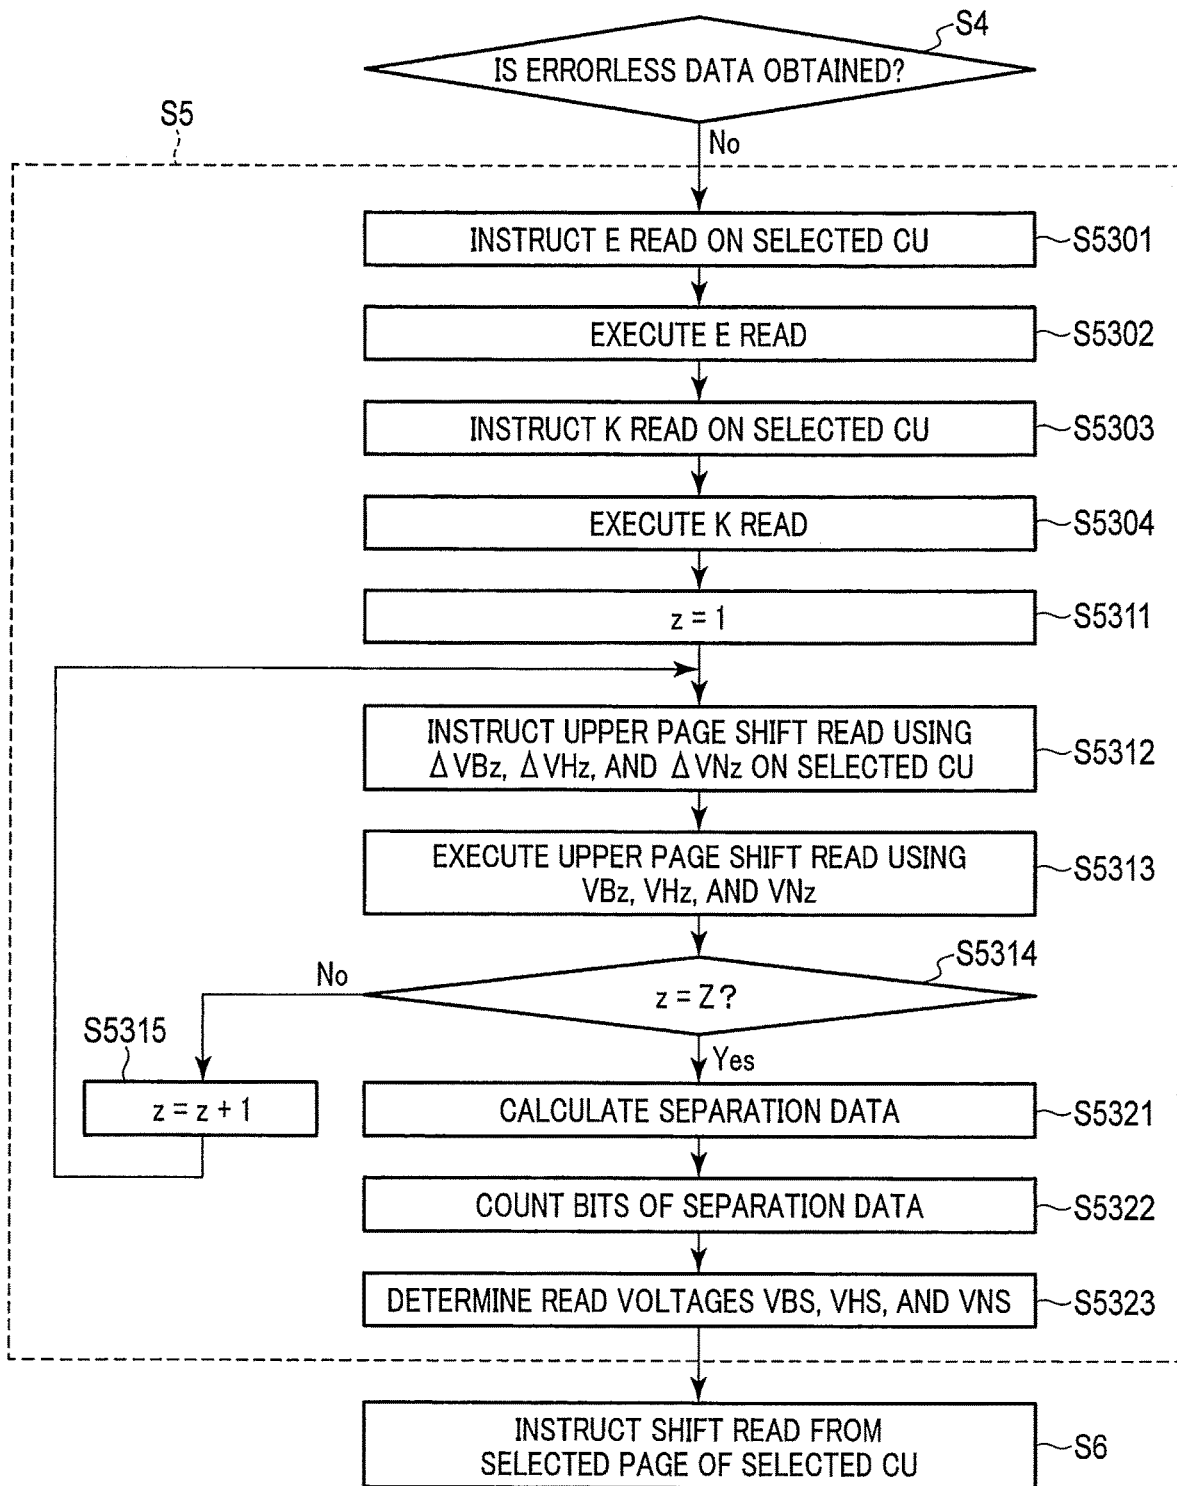 S4
IS ERRORLESS DATA OBTAINED?
S5
No
INSTRUCT E READ ON SELECTED CU
S5301
EXECUTE E READ
S5302
INSTRUCT K READ ON SELECTED CU
S5303
EXECUTE K READ
S5304
z = 1
S5311
INSTRUCT UPPER PAGE SHIFT READ USING
ΔVBz, ΔVHz, AND ΔVNz ON SELECTED CU
S5312
EXECUTE UPPER PAGE SHIFT READ USING
VBz, VHz, AND VNz
S5313
S5314
No
z = Z?
S5315
Yes
z = z + 1
CALCULATE SEPARATION DATA
S5321
COUNT BITS OF SEPARATION DATA
S5322
DETERMINE READ VOLTAGES VBS, VHS, AND VNS
S5323
INSTRUCT SHIFT READ FROM
SELECTED PAGE OF SELECTED CU
S6